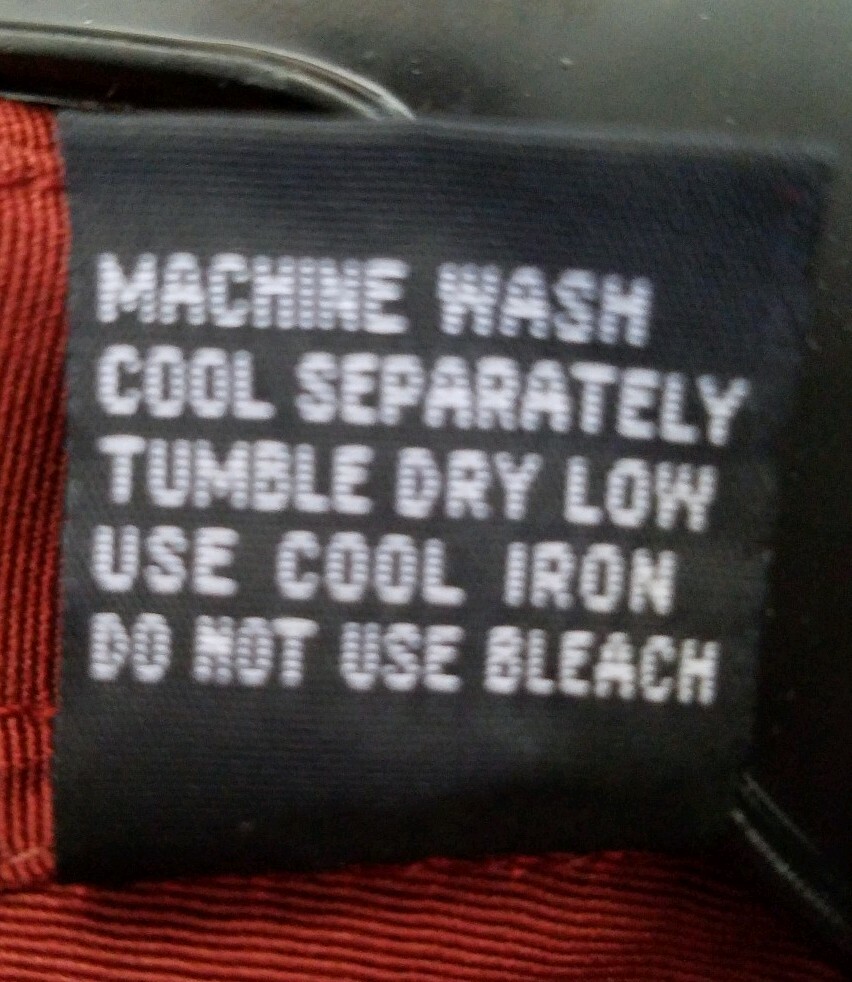 MACHINE WASH
COOL SEPARATELY
TUMBLE DRY LOW
USE COOL IRON
DO NOT USE BLEACH